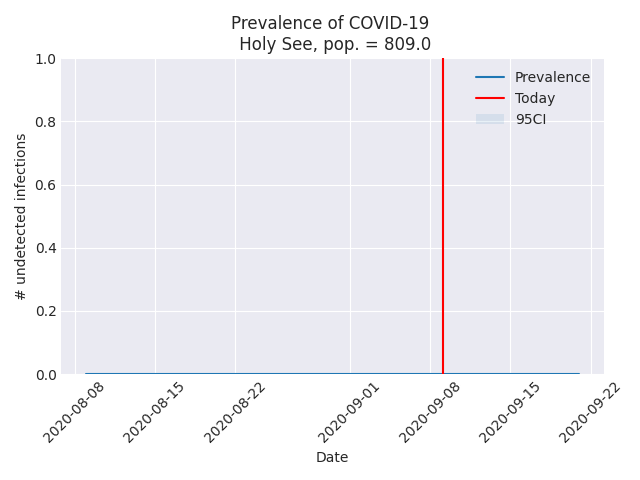 Prevalence of COVID-19
Holy See, pop. = 809.0
Prevalence
Today
95CI
# undetected infections
1.0
0.8
0.6
0.4
0.2
0.0
2020-08-08
2020-08-15
2020-08-22
2020-09-01
2020-09-08
2020-09-15
2020-09-22
Date